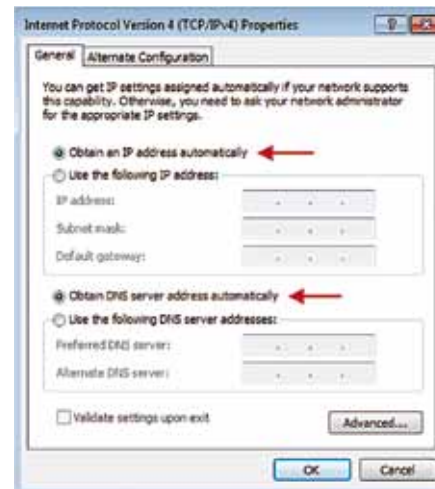 Internet Protocol Version 4 (TCP/IPv4) Properties
General
Alternate Configuration
You can get IP settings assigned automatically if your network supports
this capability. Otherwise, you need to ask your network administrator
for the appropriate IP settings.
Obtain an IP address automatically
Use the following IP address:
IP address:
Subnet mask:
Default gateway:
Obtain DNS server address automatically
Use the following DNS server addresses:
Preferred DNS server:
Alternate DNS server:
Validate settings upon exit
Advanced...
OK
Cancel